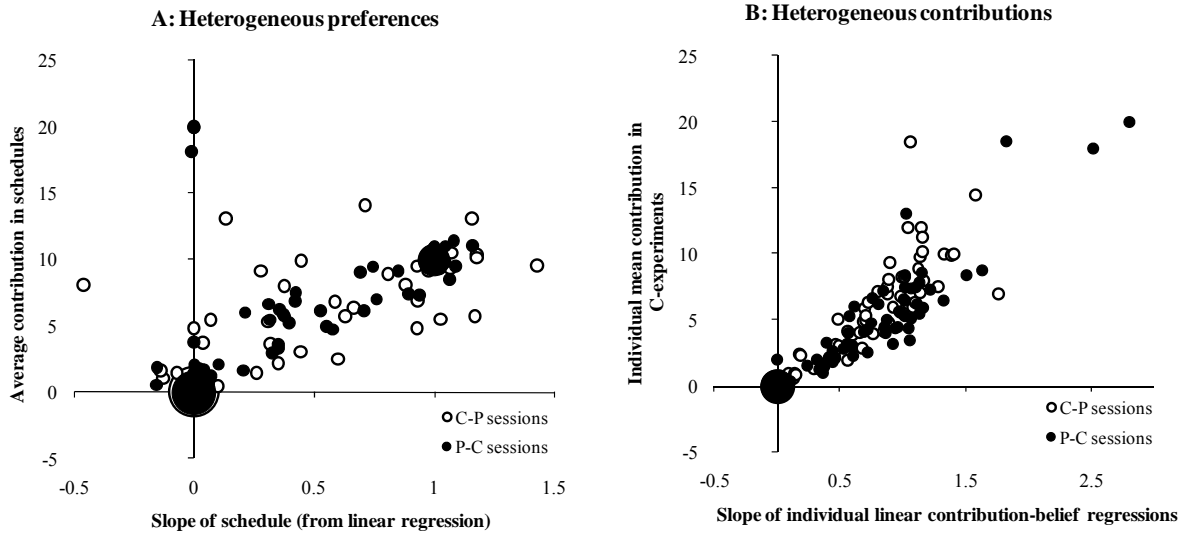 A: Heterogeneous preferences
Average contribution in schedules
25
20
15
10
5
0
-5
-0.5
0
0.5
1
1.5
C-P sessions
P-C sessions
Slope of schedule (from linear regression)
B: Heterogeneous contributions
Individual mean contribution in
C-experiments
25
20
15
10
5
0
-5
-0.5
0.5
1.5
2.5
C-P sessions
P-C sessions
Slope of individual linear contribution-belief regressions